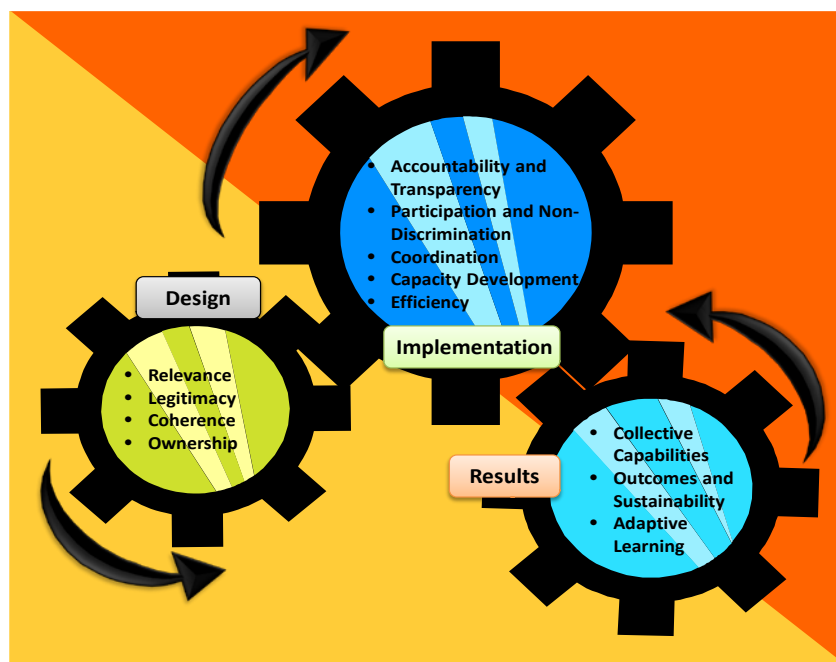 • Accountability and
Transparency
• Participation and Non-
Discrimination
• Coordination
• Capacity Development
• Efficiency
Design
Implementation
• Relevance
• Legitimacy
• Coherence
• Ownership
Results
• Collective
Capabilities
• Outcomes and
Sustainability
• Adaptive
Learning